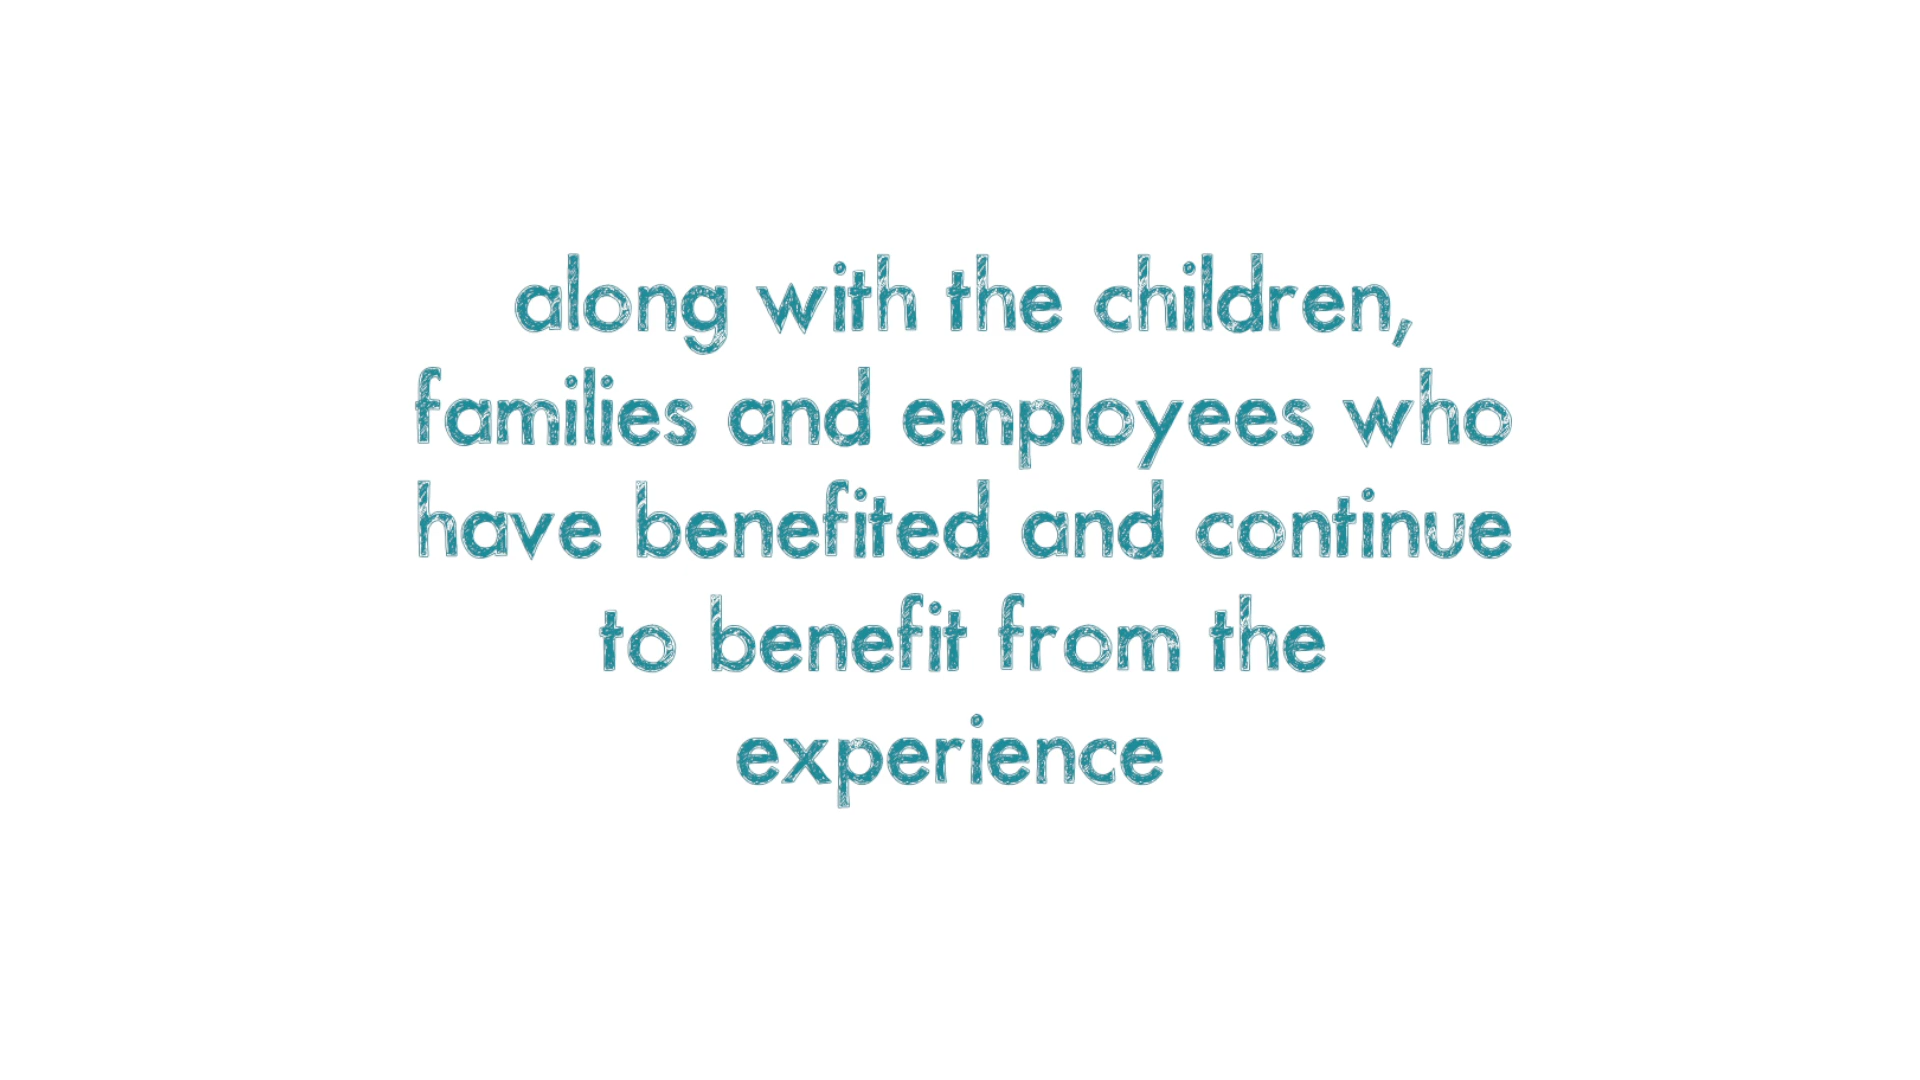 along with the children,
families and employees who
have benefited and continue
to benefit from the
experience